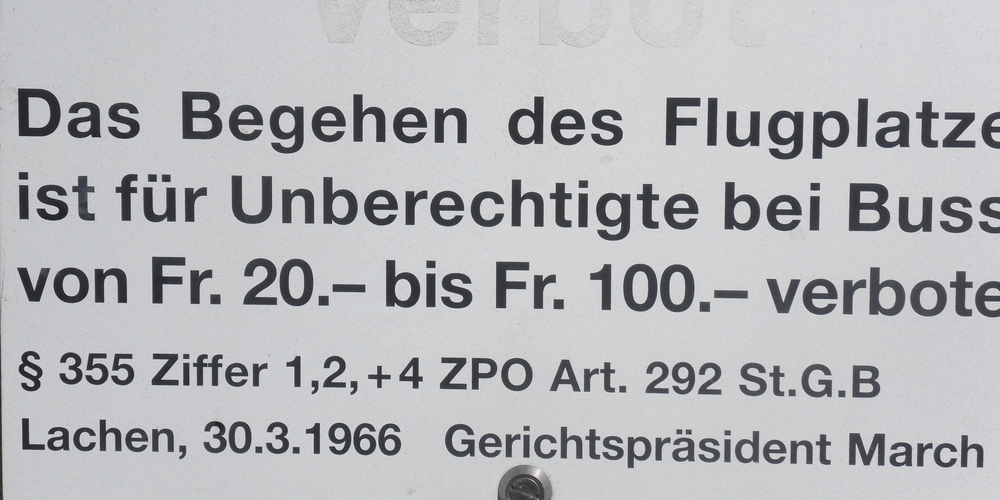 verbot
Das Begehen des Flugplatze
ist für Unberechtigte bei Buss
von Fr. 20.– bis Fr. 100.– verbote
§ 355 Ziffer 1,2,+4 ZPO Art. 292 St.G.B
Lachen, 30.3.1966 Gerichtspräsident March